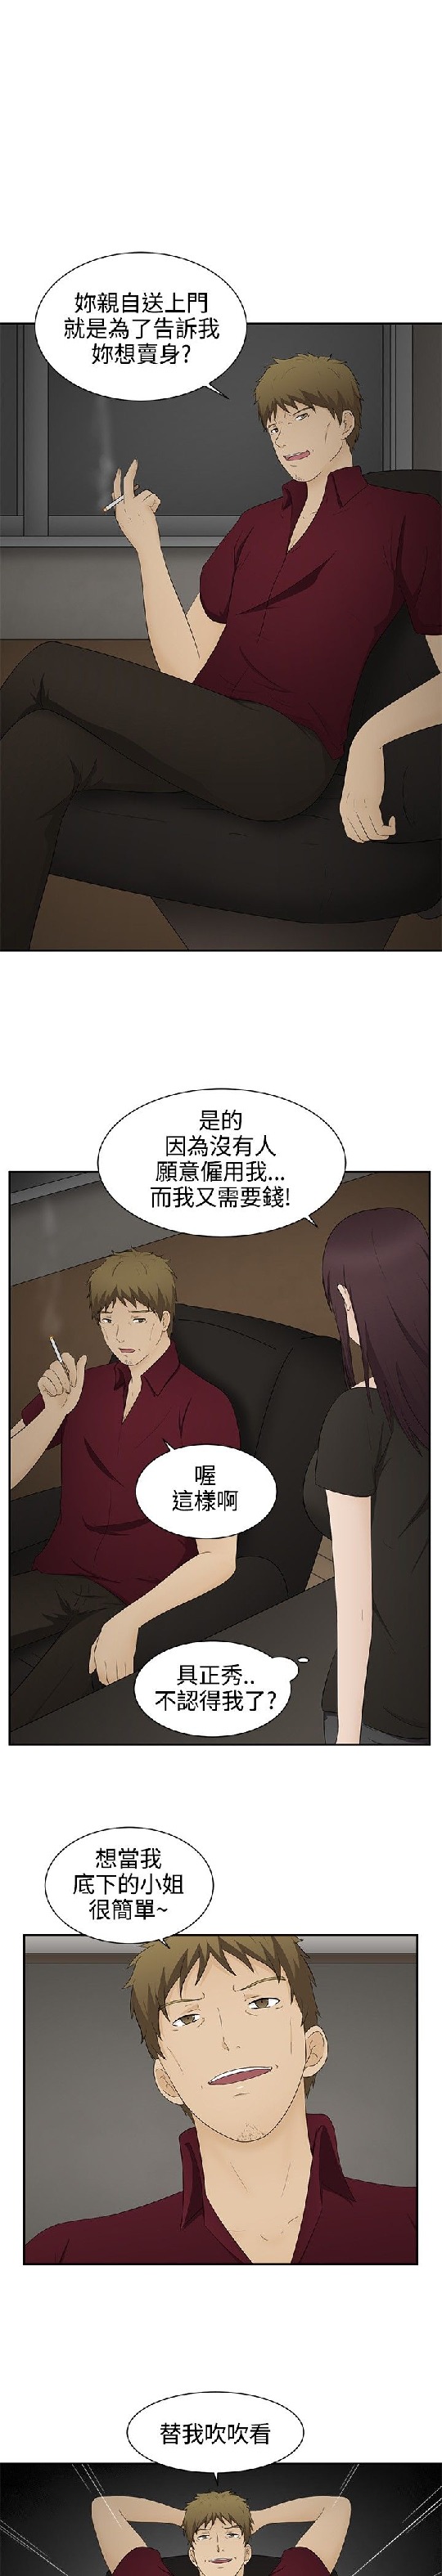 妳親自送上門
就是為了告訴我
妳想賣身?
是的
因為沒有人
願意僱用我...
而我又需要錢!
喔
這樣啊
具正秀..
不認得我了?
想當我
底下的小姐
很簡單~
替我吹吹看